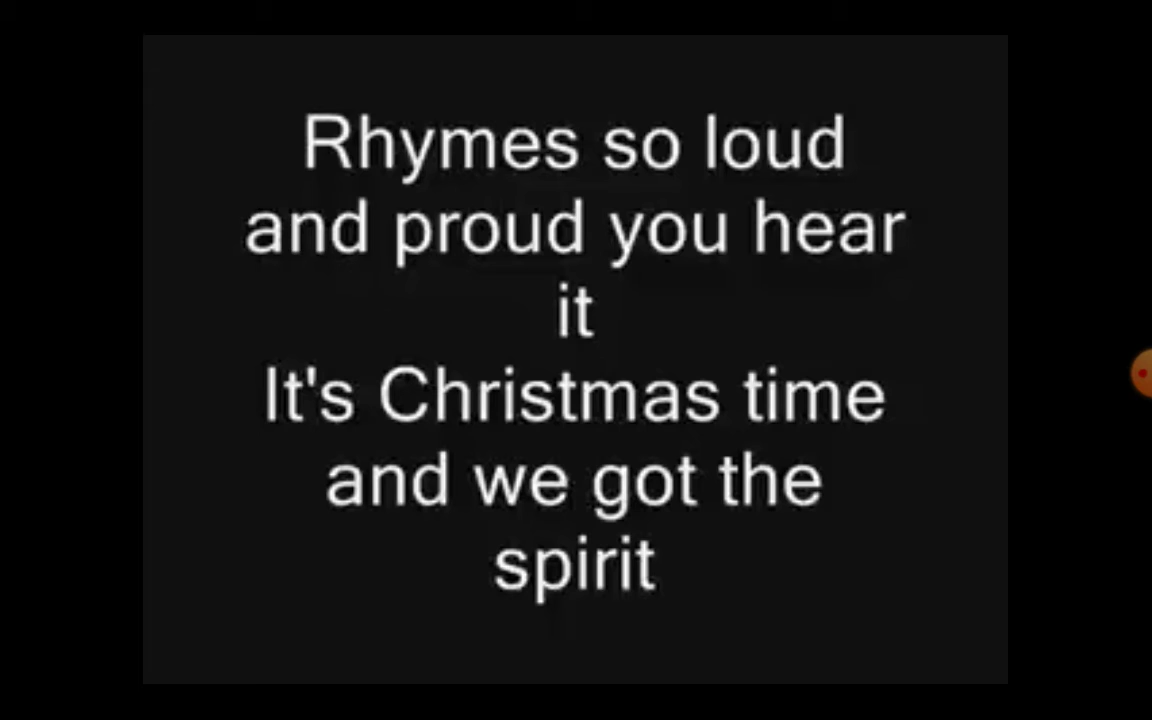 Rhymes so loud
and proud you hear
it
It's Christmas time
and we got the
spirit